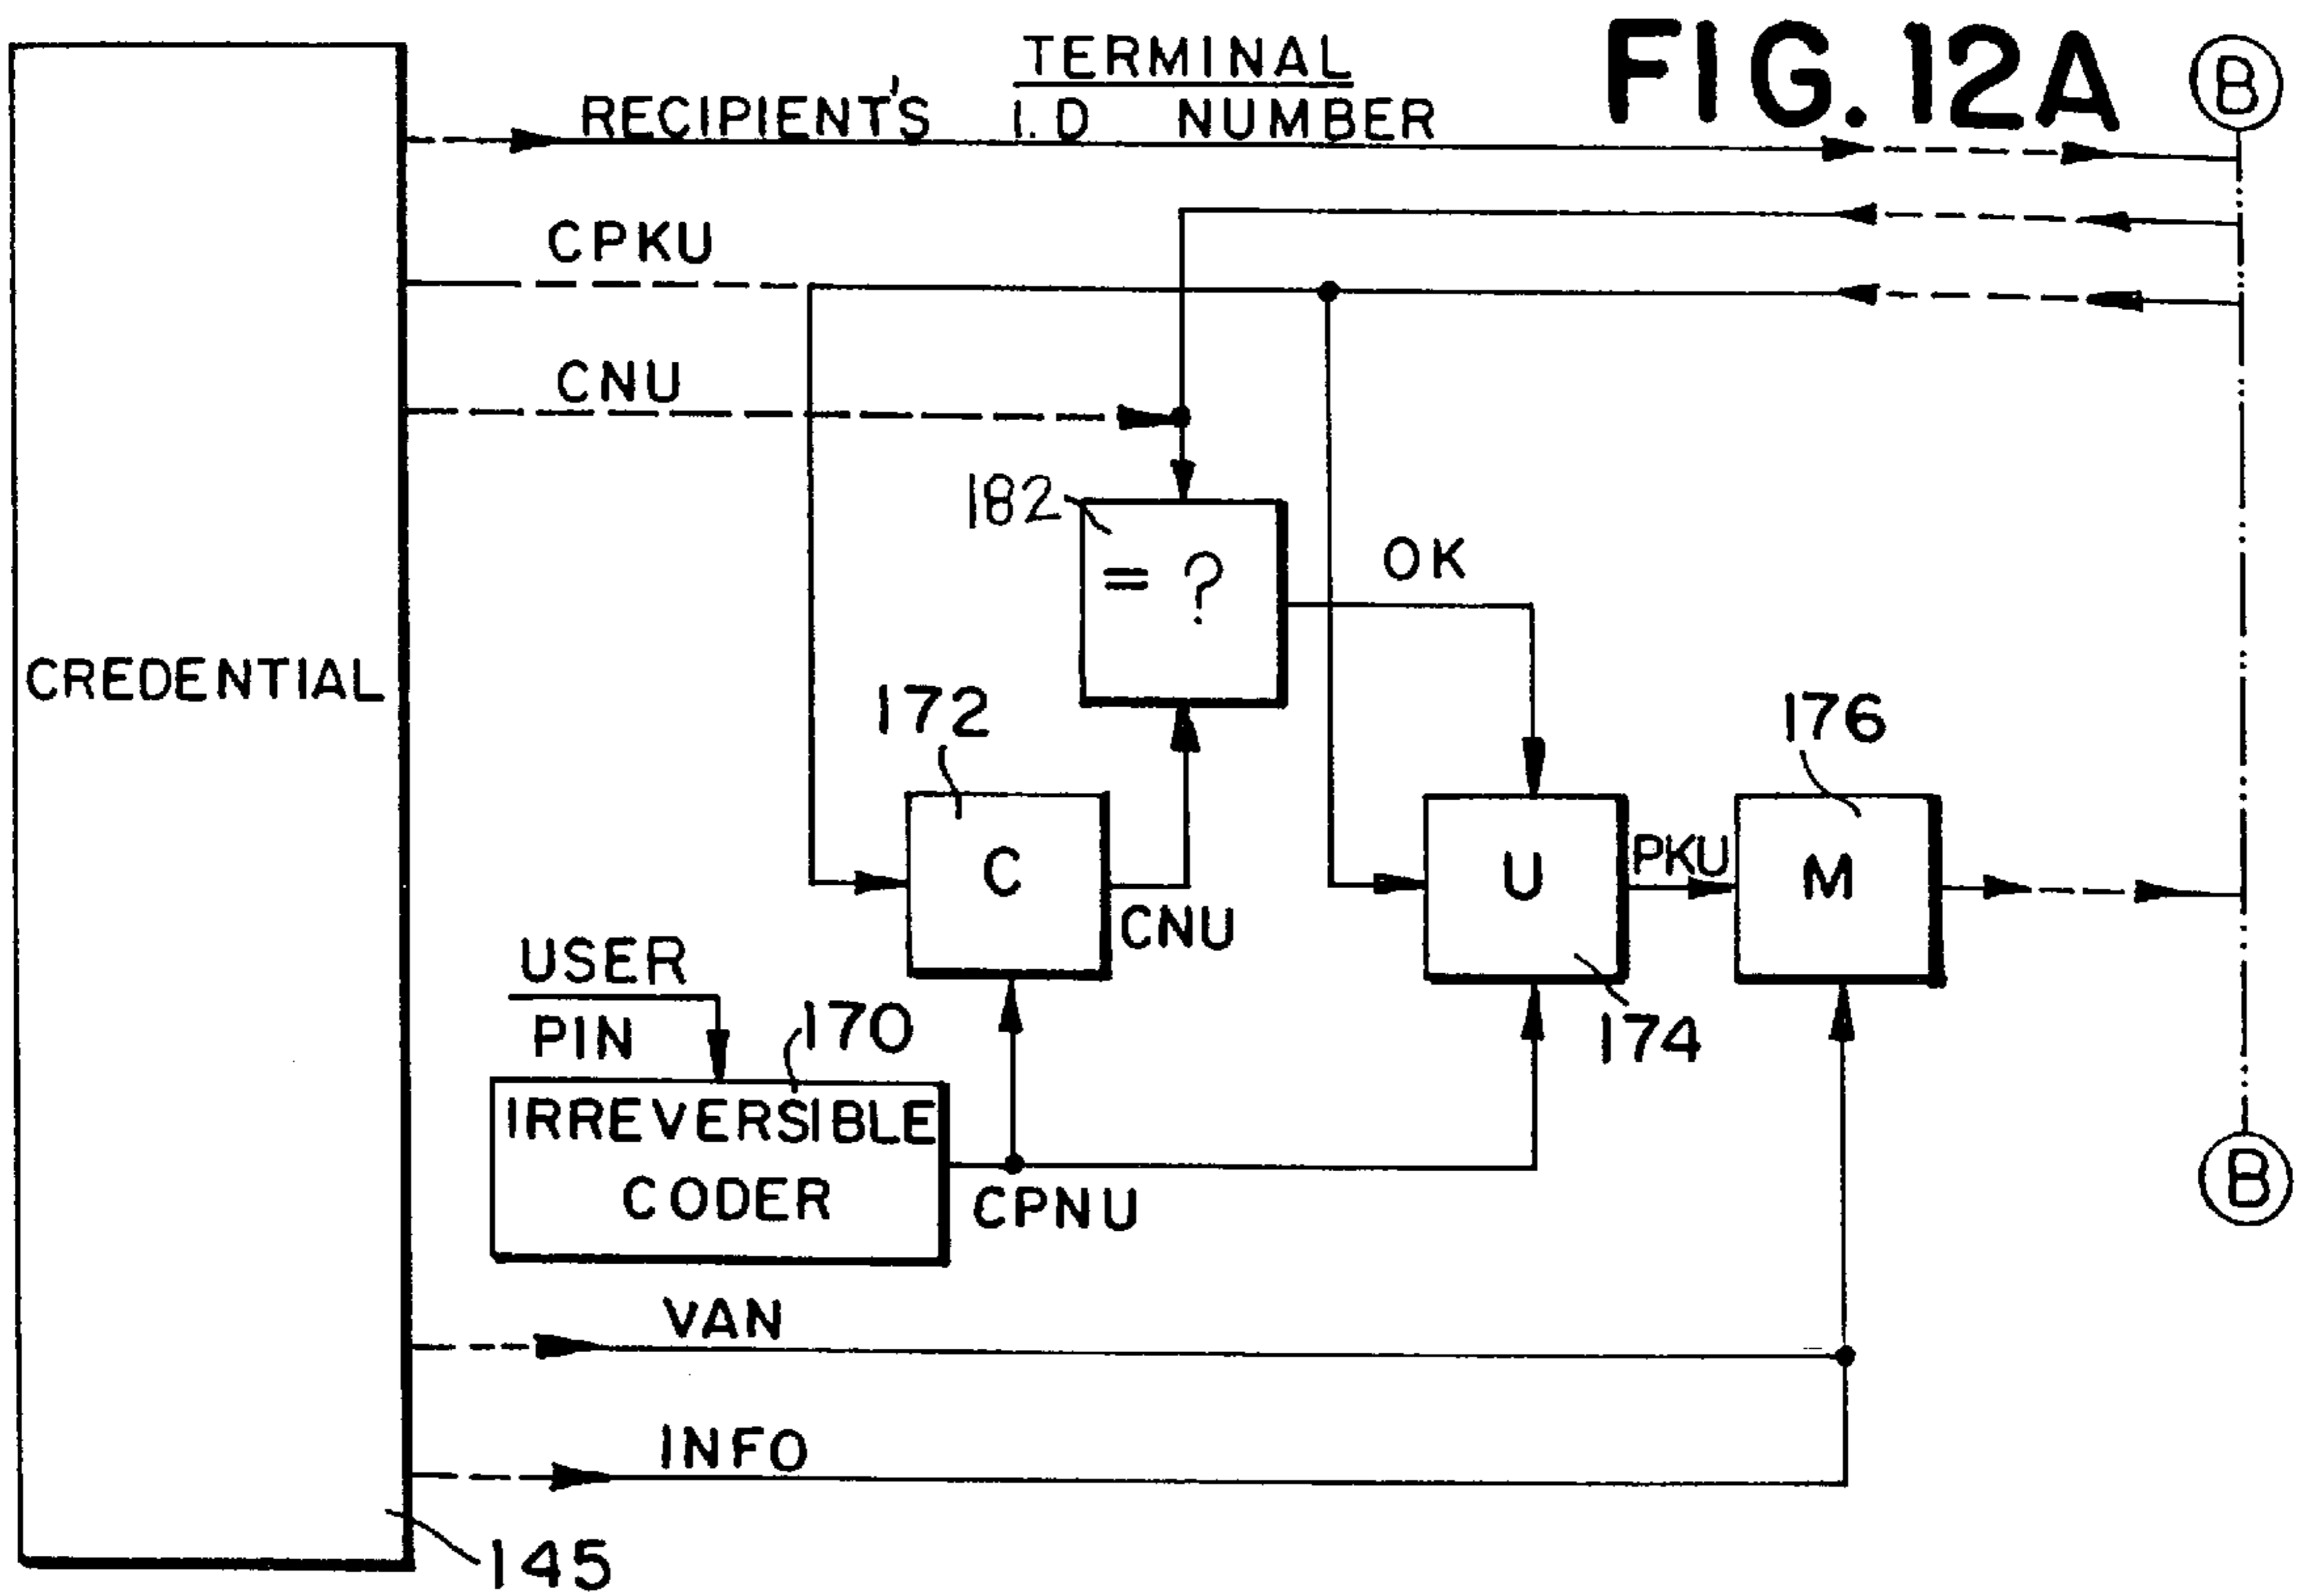 FIG. 12A
B
TERMINAL
RECIPIENT'S I.D NUMBER
CPKU
CNU
182
= ?
OK
CREDENTIAL
172
176
C
U
PKU
M
CNU
USER
PIN
170
174
IRREVERSIBLE
CODER
CPNU
B
VAN
INFO
145